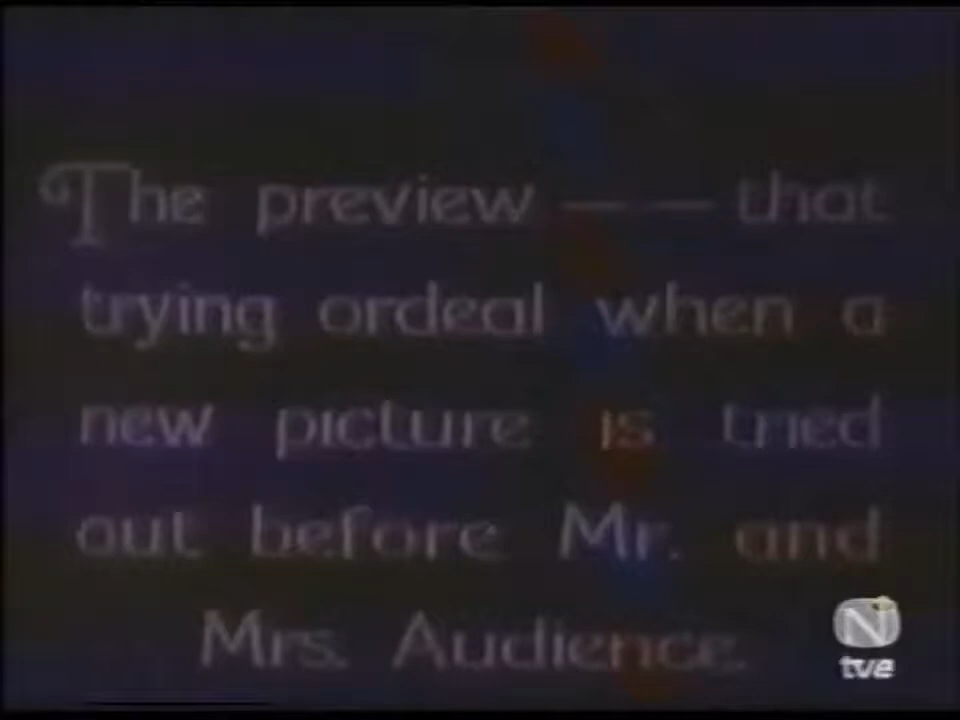 The preview — — that
trying ordeal when a
new picture is tried
out before Mr. and
Mrs. Audience.
N
tve